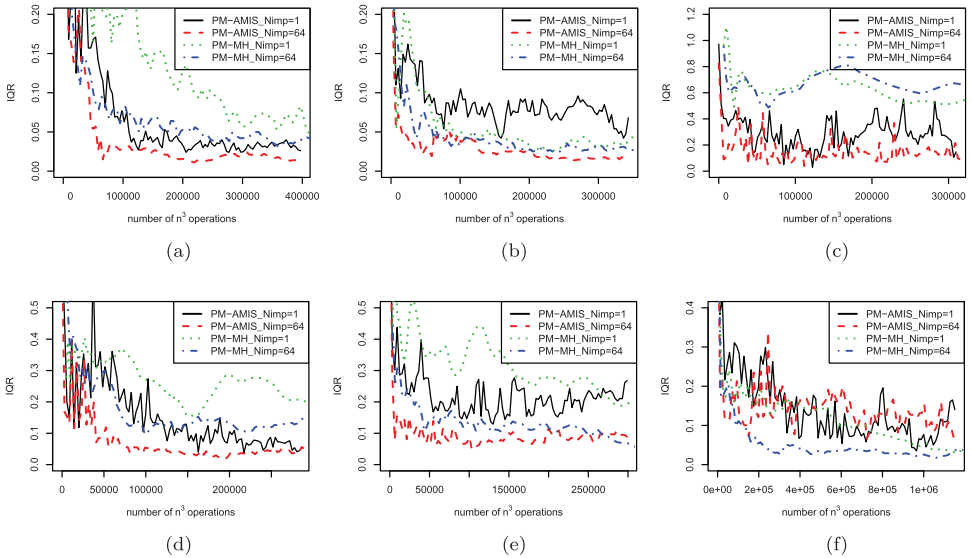 PM-AMIS_Nimp=1
PM-AMIS_Nimp=64
PM-MH_Nimp=1
PM-MH_Nimp=64
IQR
0.00 0.05 0.10 0.15 0.20
0 100000 200000 300000 400000
number of n³ operations
(a)
PM-AMIS_Nimp=1
PM-AMIS_Nimp=64
PM-MH_Nimp=1
PM-MH_Nimp=64
IQR
0.00 0.05 0.10 0.15 0.20
0 100000 200000 300000
number of n³ operations
(b)
PM-AMIS_Nimp=1
PM-AMIS_Nimp=64
PM-MH_Nimp=1
PM-MH_Nimp=64
IQR
0.0 0.2 0.4 0.6 0.8 1.0 1.2
0 100000 200000 300000
number of n³ operations
(c)
PM-AMIS_Nimp=1
PM-AMIS_Nimp=64
PM-MH_Nimp=1
PM-MH_Nimp=64
IQR
0.0 0.1 0.2 0.3 0.4 0.5
0 50000 100000 200000
number of n³ operations
(d)
PM-AMIS_Nimp=1
PM-AMIS_Nimp=64
PM-MH_Nimp=1
PM-MH_Nimp=64
IQR
0.0 0.1 0.2 0.3 0.4 0.5
0 50000 150000 250000
number of n³ operations
(e)
PM-AMIS_Nimp=1
PM-AMIS_Nimp=64
PM-MH_Nimp=1
PM-MH_Nimp=64
IQR
0.0 0.1 0.2 0.3 0.4
0e+00 2e+05 4e+05 6e+05 8e+05 1e+06
number of n³ operations
(f)